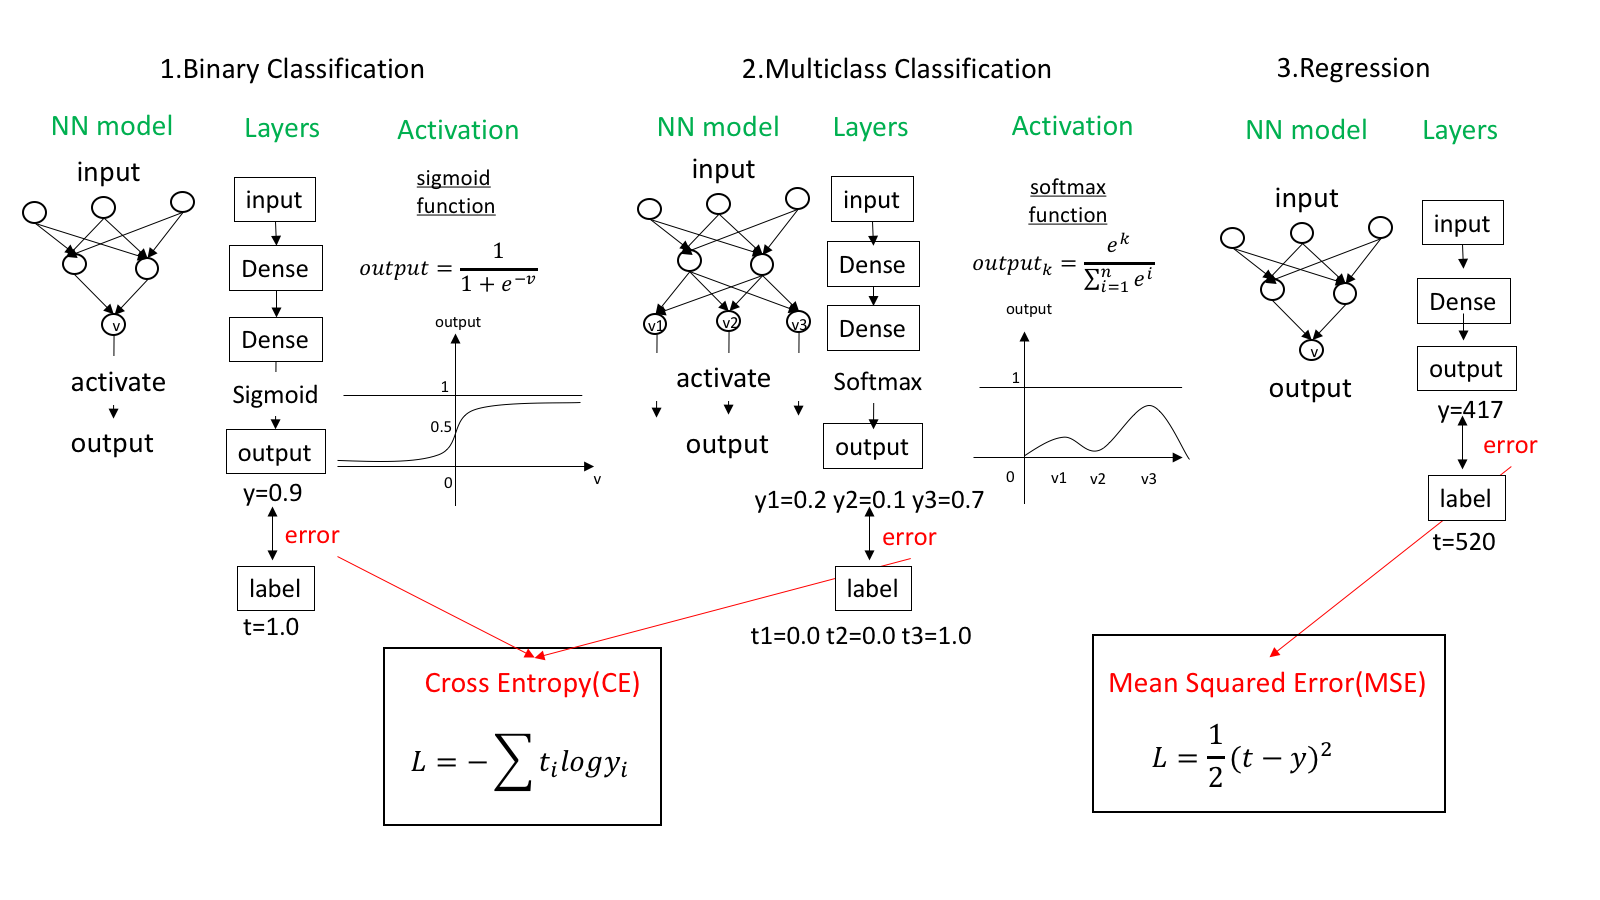 1.Binary Classification
NN model
Layers
Activation
input
v
activate
output
input
Dense
Dense
Sigmoid
output
y=0.9
error
label
t=1.0
sigmoid
function
output = 1 / (1 + e^{-v})
output
1
0.5
0
v
2.Multiclass Classification
NN model
Layers
Activation
input
v1 v2 v3
activate
output
input
Dense
Dense
Softmax
output
y1=0.2 y2=0.1 y3=0.7
error
label
t1=0.0 t2=0.0 t3=1.0
softmax
function
output_k = e^k / ∑_{i=1}^{n} e^i
output
1
0
v1 v2 v3
3.Regression
NN model
Layers
input
v
output
input
Dense
output
y=417
error
label
t=520
Cross Entropy(CE)
L = −∑ t_i logy_i
Mean Squared Error(MSE)
L = 1/2 (t − y)^2